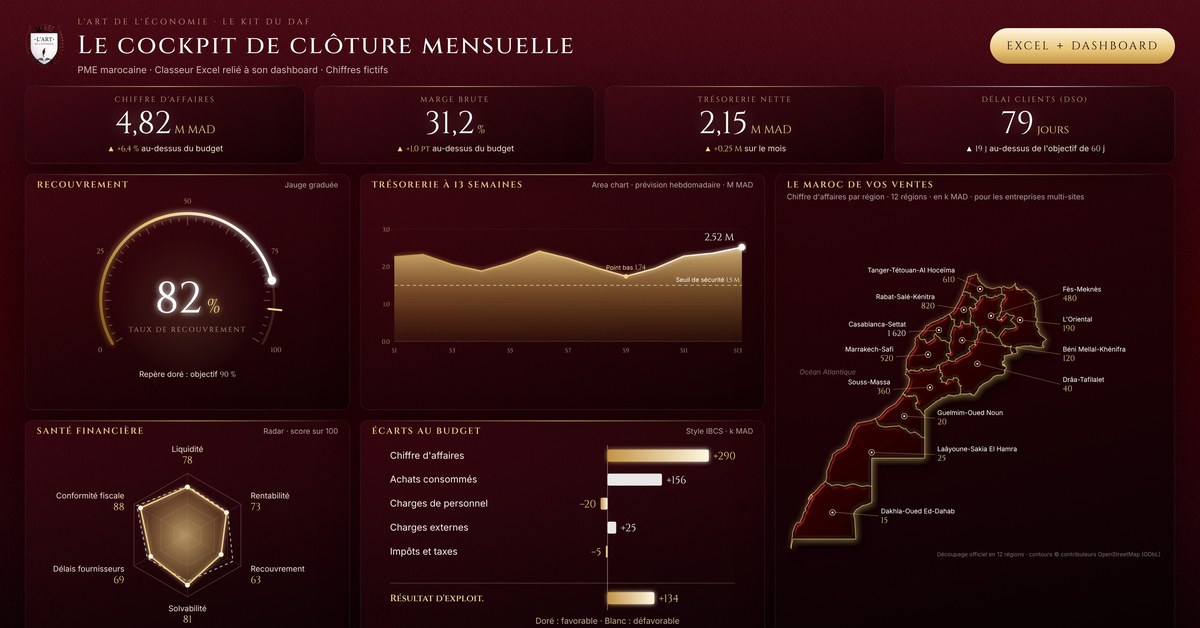 L'ART DE L'ÉCONOMIE · LE KIT DU DAF
·L'ART·
LE COCKPIT DE CLÔTURE MENSUELLE
PME marocaine · Classeur Excel relié à son dashboard · Chiffres fictifs
EXCEL + DASHBOARD
CHIFFRE D'AFFAIRES
4,82 M MAD
▲ +6,4 % au-dessus du budget
MARGE BRUTE
31,2 %
▲ +1,0 PT au-dessus du budget
TRÉSORERIE NETTE
2,15 M MAD
▲ +0,25 M sur le mois
DÉLAI CLIENTS (DSO)
79 JOURS
▲ 19 j au-dessus de l'objectif de 60 j
RECOUVREMENT
Jauge graduée
0
25
50
75
100
82 %
TAUX DE RECOUVREMENT
Repère doré : objectif 90 %
TRÉSORERIE À 13 SEMAINES
Area chart · prévision hebdomadaire · M MAD
3,0
2,0
1,0
0,0
2,52 M
Point bas 1,74
Seuil de sécurité 1,5 M
S1
S3
S5
S7
S9
S11
S13
LE MAROC DE VOS VENTES
Chiffre d'affaires par région · 12 régions · en k MAD · pour les entreprises multi-sites
Tanger-Tétouan-Al Hoceïma
610
Rabat-Salé-Kénitra
820
Casablanca-Settat
1 620
Marrakech-Safi
520
Océan Atlantique
Souss-Massa
360
Fès-Meknès
480
L'Oriental
190
Béni Mellal-Khénifra
120
Drâa-Tafilalet
40
Guelmim-Oued Noun
20
Laâyoune-Sakia El Hamra
25
Dakhla-Oued Ed-Dahab
15
Découpage officiel en 12 régions · contours © contributeurs OpenStreetMap (ODbL)
SANTÉ FINANCIÈRE
Radar · score sur 100
Liquidité
78
Rentabilité
73
Recouvrement
63
Solvabilité
81
Délais fournisseurs
69
Conformité fiscale
88
ÉCARTS AU BUDGET
Style IBCS · k MAD
Chiffre d'affaires +290
Achats consommés +156
Charges de personnel −20
Charges externes +25
Impôts et taxes −5
RÉSULTAT D'EXPLOIT. +134
Doré : favorable · Blanc : défavorable